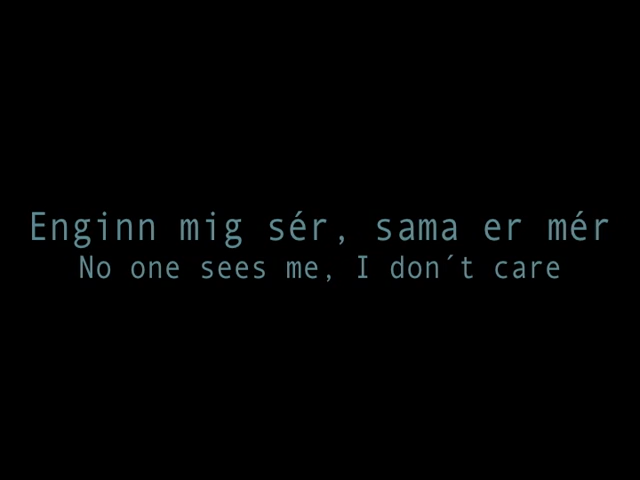 Enginn mig sér, sama er mér
No one sees me, I don´t care